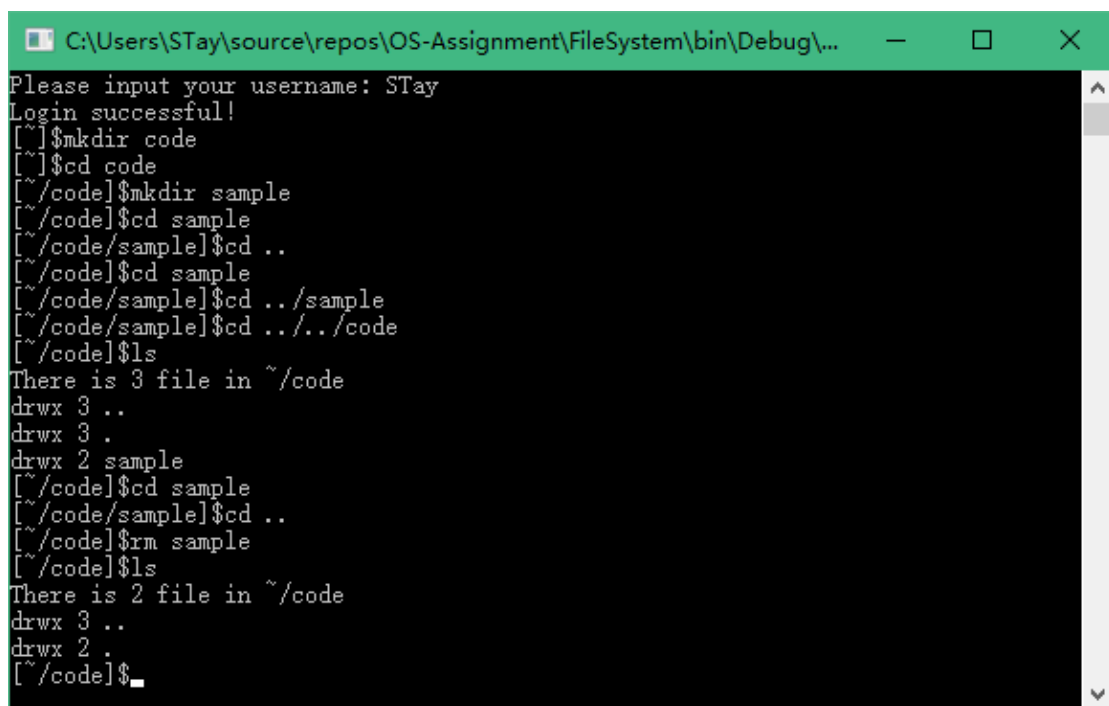 C:\Users\STay\source\repos\OS-Assignment\FileSystem\bin\Debug\...
Please input your username: STay
Login successful!
[~]$mkdir code
[~]$cd code
[~/code]$mkdir sample
[~/code]$cd sample
[~/code/sample]$cd ..
[~/code]$cd sample
[~/code/sample]$cd ../sample
[~/code/sample]$cd ../../code
[~/code]$ls
There is 3 file in ~/code
drwx 3 ..
drwx 3 .
drwx 2 sample
[~/code]$cd sample
[~/code/sample]$cd ..
[~/code]$rm sample
[~/code]$ls
There is 2 file in ~/code
drwx 3 ..
drwx 2 .
[~/code]$